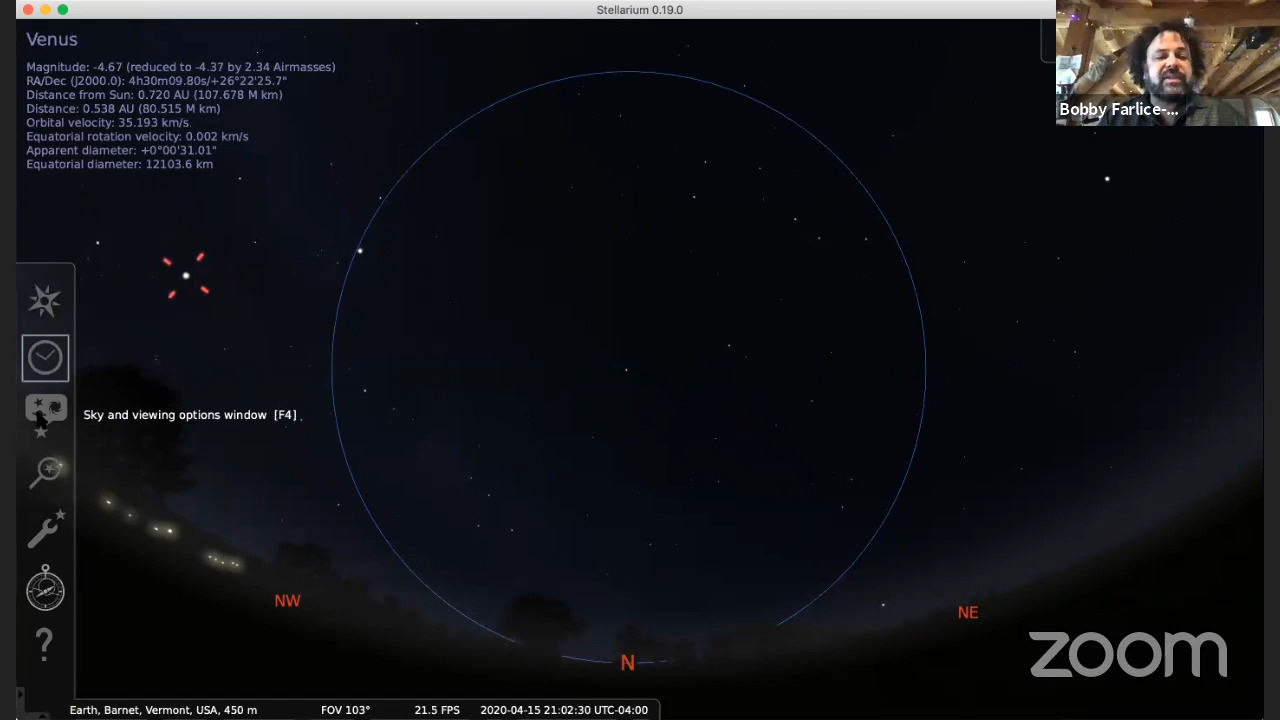 Stellarium 0.19.0
Venus
Magnitude: -4.67 (reduced to -4.37 by 2.34 Airmasses)
RA/Dec (J2000.0): 4h30m09.80s/+26°22'25.7"
Distance from Sun: 0.720 AU (107.678 M km)
Distance: 0.538 AU (80.515 M km)
Orbital velocity: 35.193 km/s
Equatorial rotation velocity: 0.002 km/s
Apparent diameter: +0°00'31.01"
Equatorial diameter: 12103.6 km
Bobby Farlice-...
Sky and viewing options window [F4]
NW
NE
N
zoom
Earth, Barnet, Vermont, USA, 450 m FOV 103° 21.5 FPS 2020-04-15 21:02:30 UTC-04:00